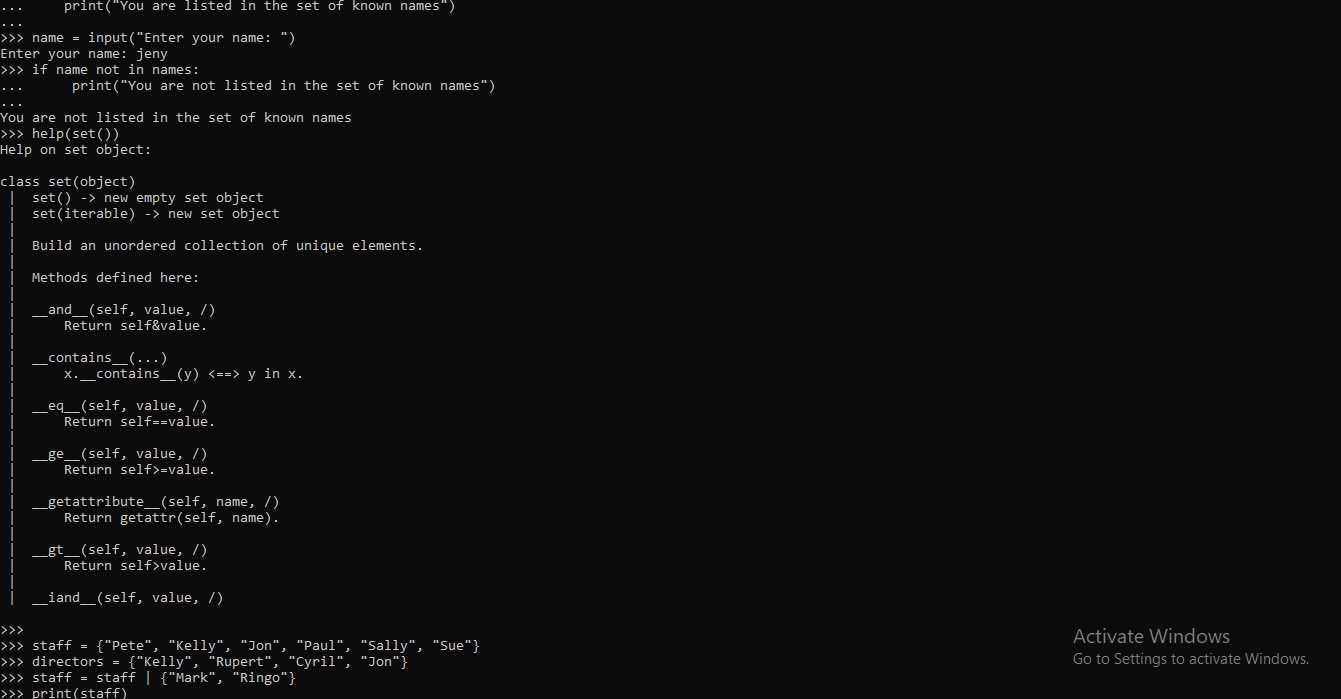 ...     print("You are listed in the set of known names")
...
>>> name = input("Enter your name: ")
Enter your name: jeny
>>> if name not in names:
...      print("You are not listed in the set of known names")
...
You are not listed in the set of known names
>>> help(set())
Help on set object:

class set(object)
 |  set() -> new empty set object
 |  set(iterable) -> new set object
 |
 |  Build an unordered collection of unique elements.
 |
 |  Methods defined here:
 |
 |  __and__(self, value, /)
 |      Return self&value.
 |
 |  __contains__(...)
 |      x.__contains__(y) <==> y in x.
 |
 |  __eq__(self, value, /)
 |      Return self==value.
 |
 |  __ge__(self, value, /)
 |      Return self>=value.
 |
 |  __getattribute__(self, name, /)
 |      Return getattr(self, name).
 |
 |  __gt__(self, value, /)
 |      Return self>value.
 |
 |  __iand__(self, value, /)

>>>
>>> staff = {"Pete", "Kelly", "Jon", "Paul", "Sally", "Sue"}
>>> directors = {"Kelly", "Rupert", "Cyril", "Jon"}
>>> staff = staff | {"Mark", "Ringo"}
>>> print(staff)
Activate Windows
Go to Settings to activate Windows.